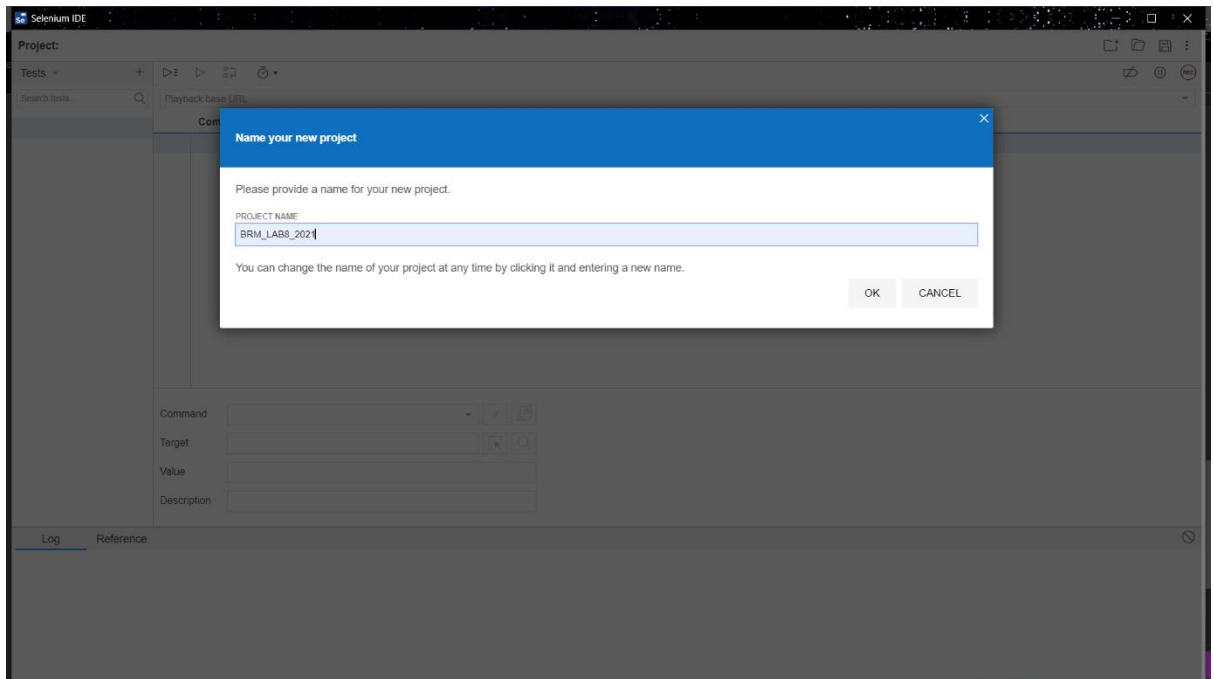 Se Selenium IDE
Project:
Tests
Search tests...
Playback base URL
Com
Name your new project
Please provide a name for your new project.
PROJECT NAME
BRM_LAB8_2021
You can change the name of your project at any time by clicking it and entering a new name.
OK CANCEL
Command
Target
Value
Description
Log Reference
REC